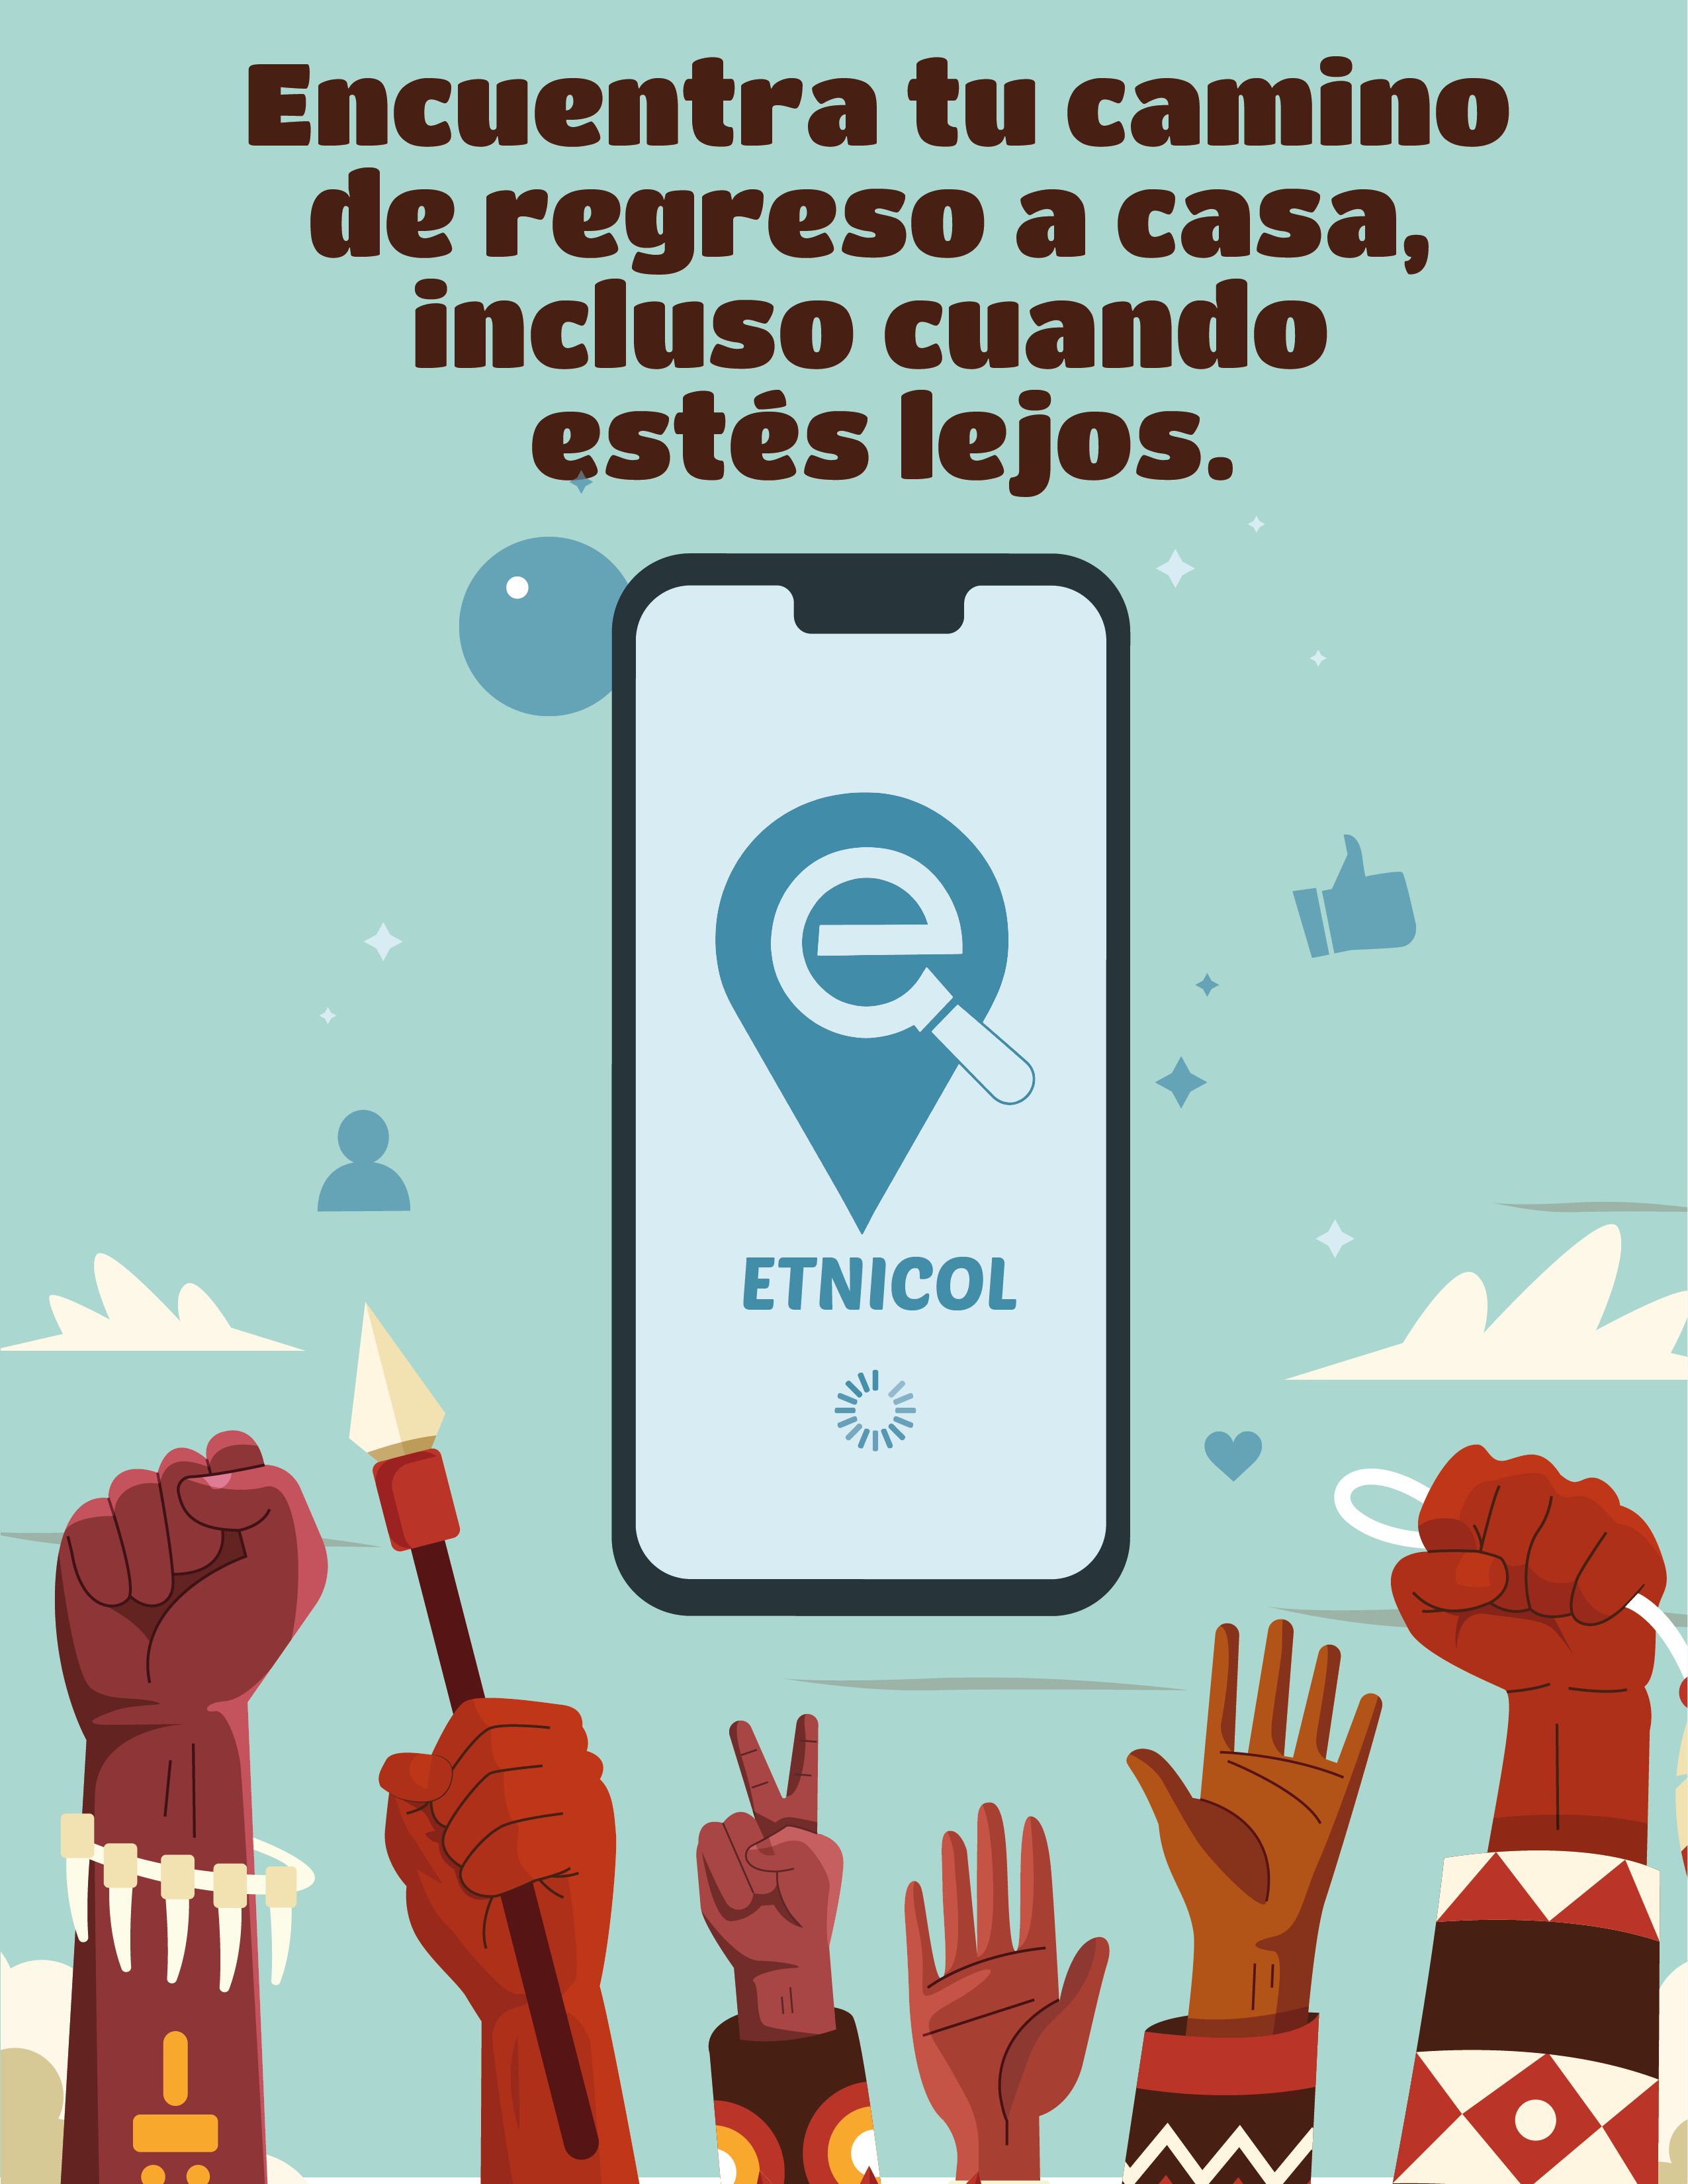 Encuentra tu camino
de regreso a casa,
incluso cuando
estés lejos.
ETNICOL